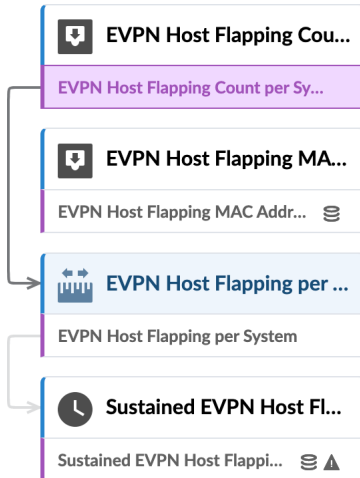 EVPN Host Flapping Cou...
EVPN Host Flapping Count per Sy...
EVPN Host Flapping MA...
EVPN Host Flapping MAC Addr...
EVPN Host Flapping per ...
EVPN Host Flapping per System
Sustained EVPN Host Fl...
Sustained EVPN Host Flappi...